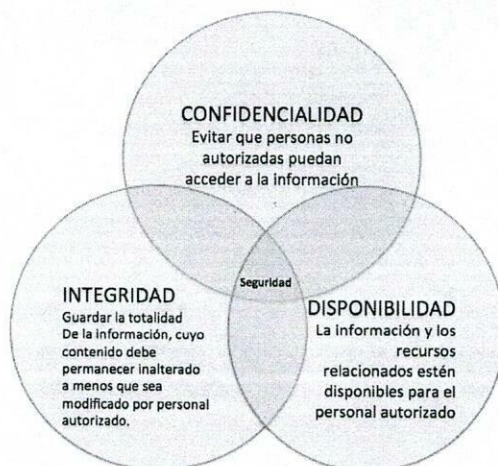 CONFIDENCIALIDAD
Evitar que personas no
autorizadas puedan
acceder a la información
Seguridad
INTEGRIDAD
Guardar la totalidad
De la información, cuyo
contenido debe
permanecer inalterado
a menos que sea
modificado por personal
autorizado.
DISPONIBILIDAD
La información y los
recursos
relacionados estén
disponibles para el
personal autorizado